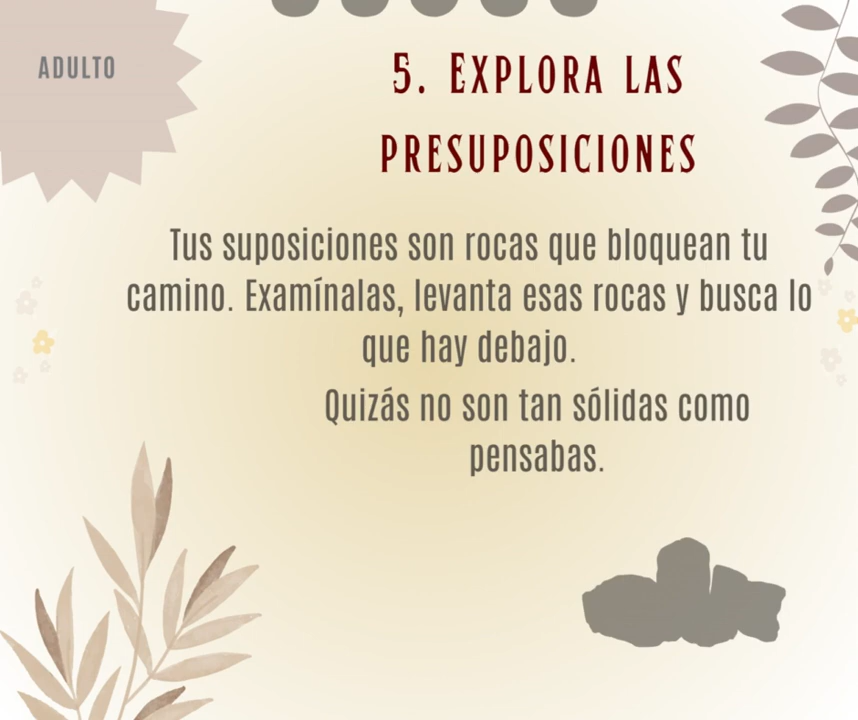 ADULTO
5. Explora las
presuposiciones
Tus suposiciones son rocas que bloquean tu
camino. Examínalas, levanta esas rocas y busca lo
que hay debajo.
Quizás no son tan sólidas como
pensabas.